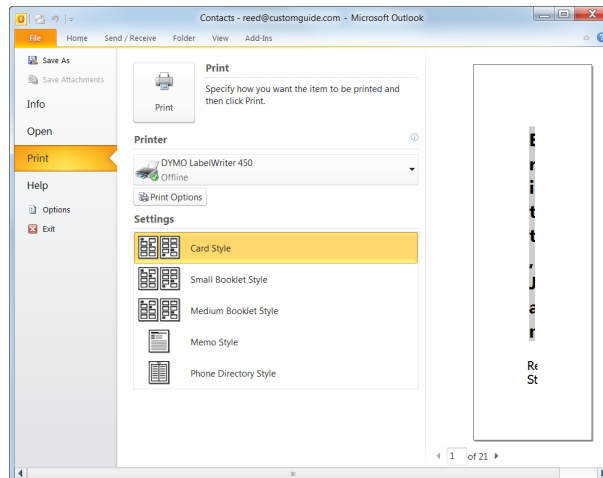 Contacts - reed@customguide.com - Microsoft Outlook
File Home Send / Receive Folder View Add-Ins
Save As
Save Attachments
Info
Open
Print
Help
Options
Exit
Print
Specify how you want the item to be printed and
then click Print.
Print
Printer
DYMO LabelWriter 450
Offline
Print Options
Settings
Card Style
Small Booklet Style
Medium Booklet Style
Memo Style
Phone Directory Style
B
r
i
t
t
,
J
a
n
Re
St
1 of 21